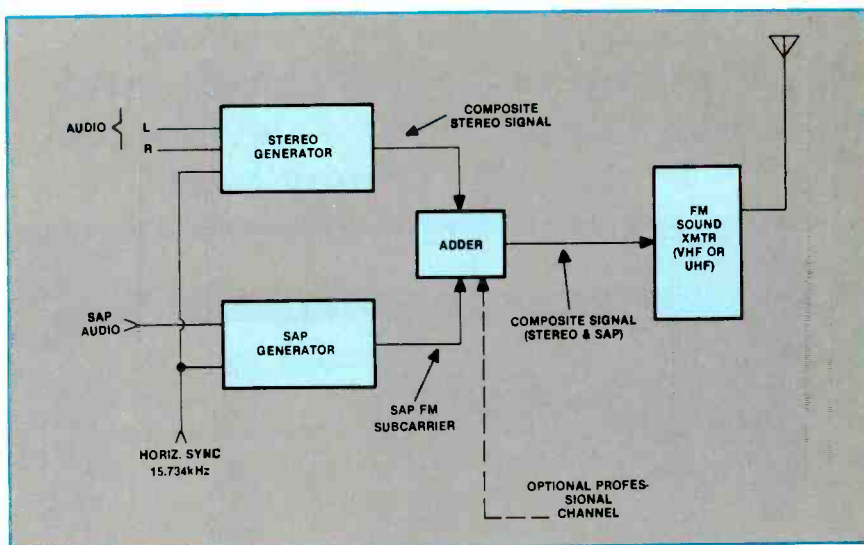 COMPOSITE
STEREO SIGNAL
AUDIO
L
R
STEREO
GENERATOR
FM
SOUND
XMTR
(VHF OR
UHF)
ADDER
SAP
AUDIO
SAP
GENERATOR
COMPOSITE SIGNAL
(STEREO & SAP)
SAP FM
SUBCARRIER
HORIZ. SYNC
15.734kHz
OPTIONAL PROFES-
SIONAL
CHANNEL